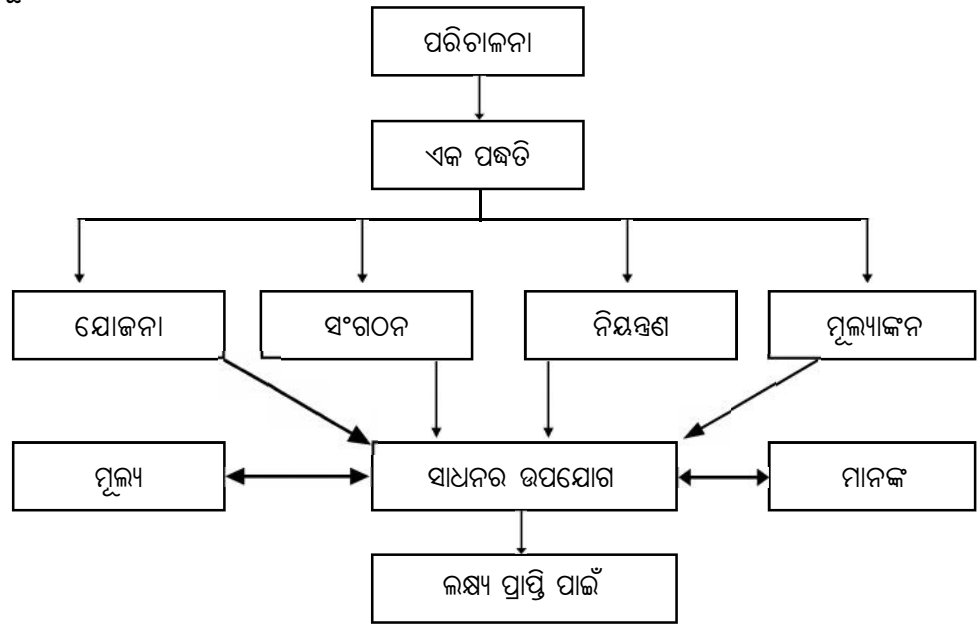 ପରିଚାଳନା
ଏକ ପଦ୍ଧତି
ଯୋଜନା
ସଂଗଠନ
ନିୟନ୍ତ୍ରଣ
ମୂଲ୍ୟାଙ୍କନ
ମୂଲ୍ୟ
ସାଧନର ଉପଯୋଗ
ମାନଙ୍କ
ଲକ୍ଷ୍ୟ ପ୍ରାପ୍ତି ପାଇଁ